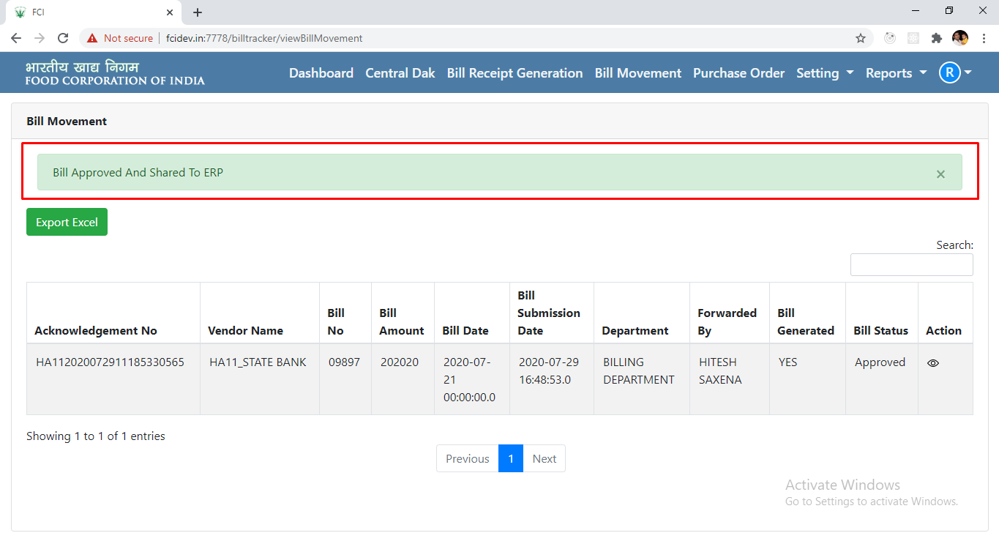 FCI
Not secure fcidev.in:7778/billtracker/viewBillMovement
भारतीय खाद्य निगम
FOOD CORPORATION OF INDIA
Dashboard Central Dak Bill Receipt Generation Bill Movement Purchase Order Setting Reports R
Bill Movement
Bill Approved And Shared To ERP ×
Export Excel
Search:
Acknowledgement No Vendor Name Bill No Bill Amount Bill Date Bill Submission Date Department Forwarded By Bill Generated Bill Status Action
HA112020072911185330565 HA11_STATE BANK 09897 202020 2020-07-21 00:00:00.0 2020-07-29 16:48:53.0 BILLING DEPARTMENT HITESH SAXENA YES Approved
Showing 1 to 1 of 1 entries
Previous 1 Next
Activate Windows
Go to Settings to activate Windows.